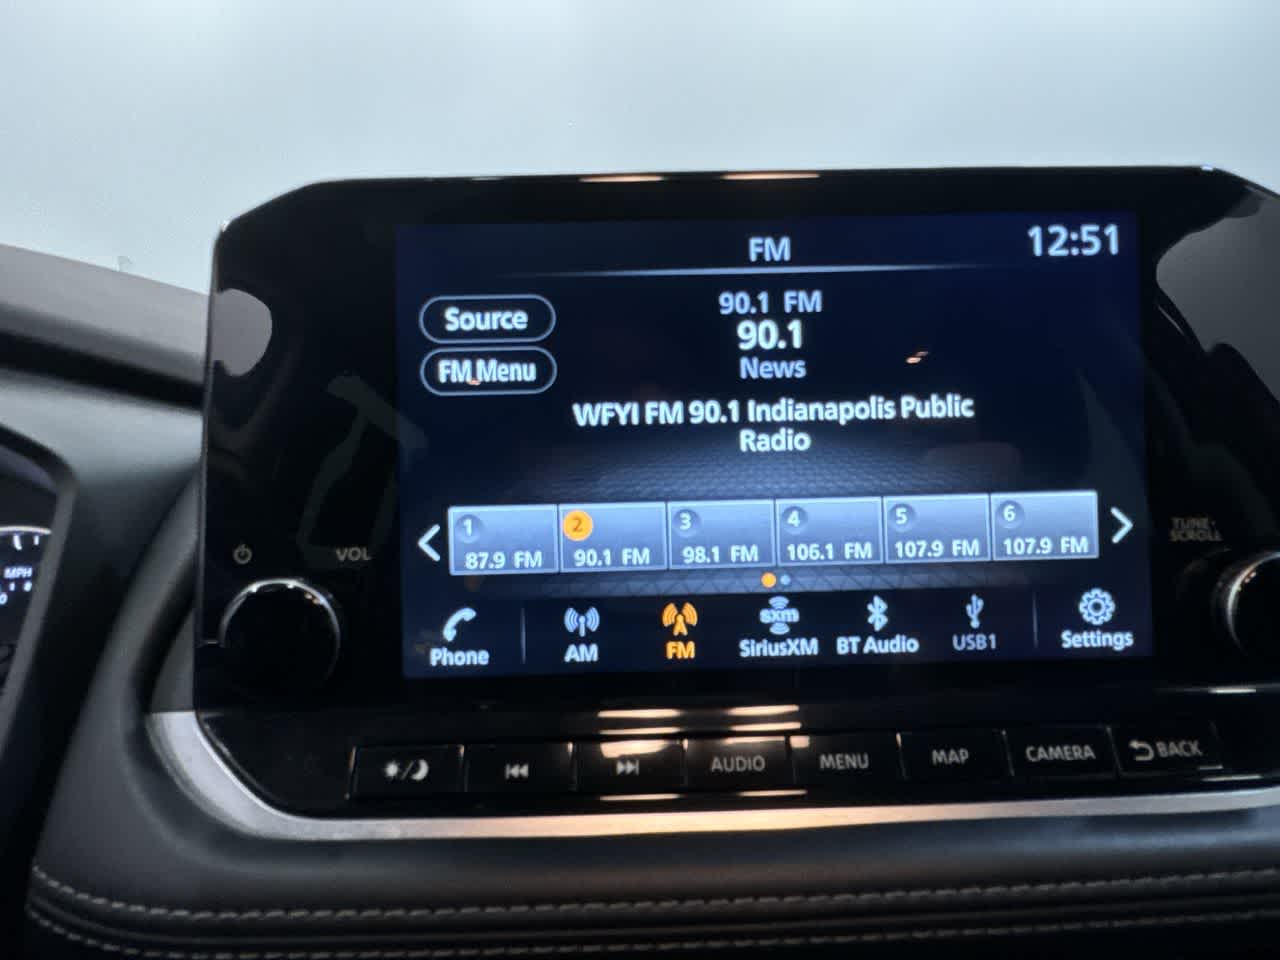 FM
12:51
Source
FM Menu
90.1 FM
90.1
News
WFYI FM 90.1 Indianapolis Public
Radio
1
87.9 FM
2
90.1 FM
3
98.1 FM
4
106.1 FM
5
107.9 FM
6
107.9 FM
Phone
AM
FM
sxm
SiriusXM
BT Audio
USB1
Settings
VOL
TUNE·
SCROLL
MPH
AUDIO
MENU
MAP
CAMERA
BACK